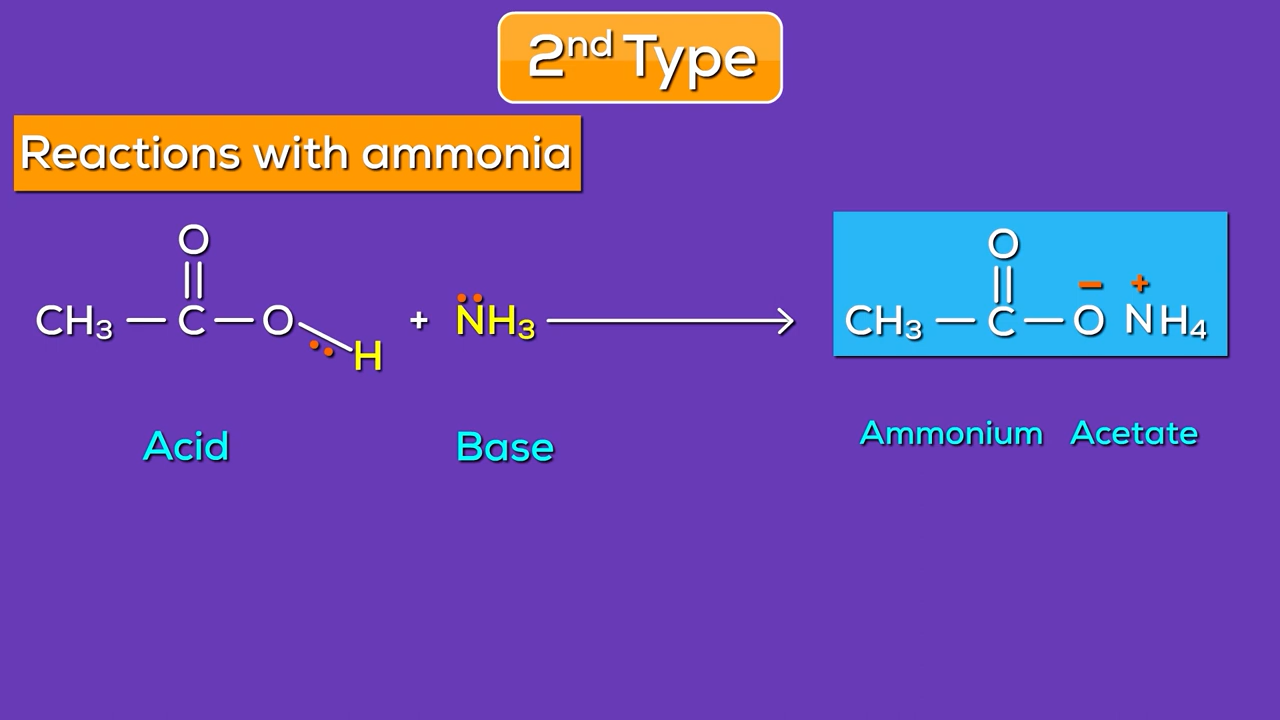 2nd Type
Reactions with ammonia
O
CH3 — C — O
H
+ NH3
O
CH3 — C — O NH4
− +
Acid
Base
Ammonium Acetate